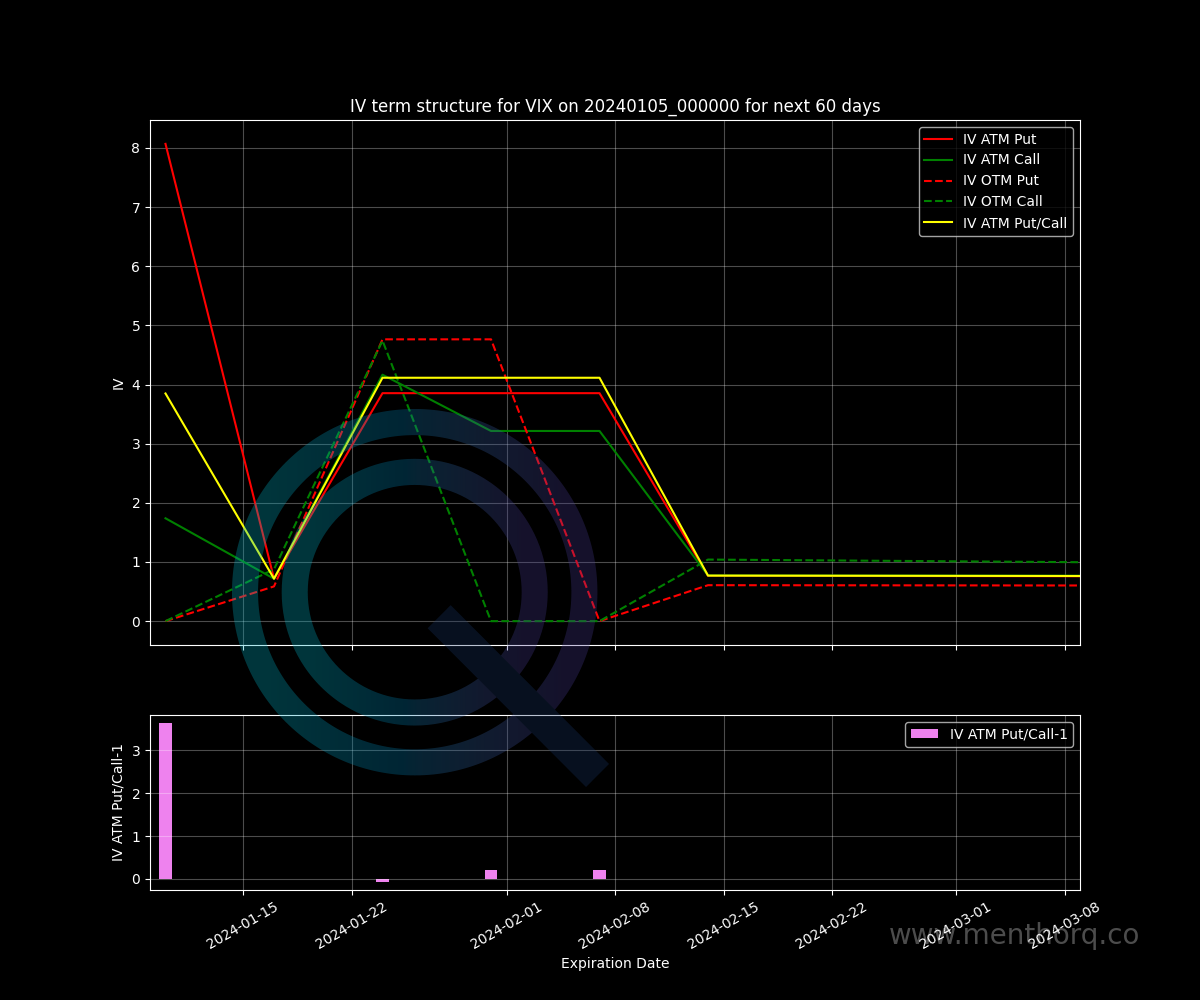 IV term structure for VIX on 20240105_000000 for next 60 days
8
7
6
5
4
3
2
1
0
IV
IV ATM Put
IV ATM Call
IV OTM Put
IV OTM Call
IV ATM Put/Call
3
2
1
0
IV ATM Put/Call-1
IV ATM Put/Call-1
2024-01-15
2024-01-22
2024-02-01
2024-02-08
2024-02-15
2024-02-22
2024-03-01
2024-03-08
www.menthorq.co
Expiration Date